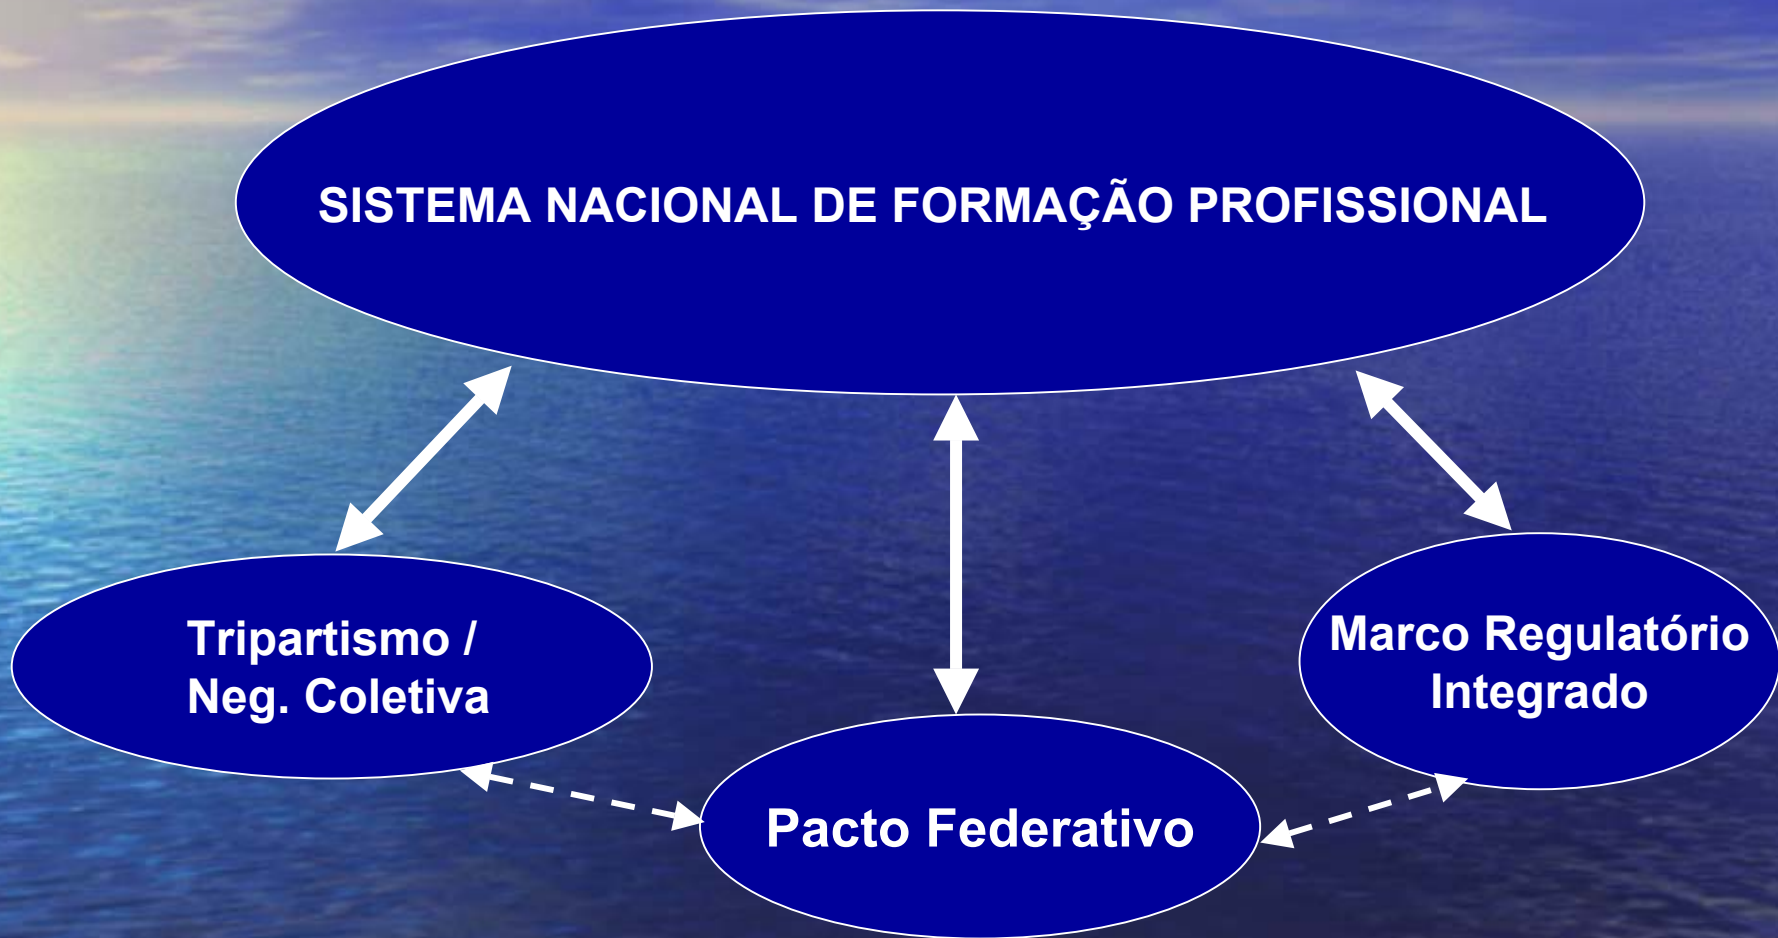 SISTEMA NACIONAL DE FORMAÇÃO PROFISSIONAL
Tripartismo /
Neg. Coletiva
Marco Regulatório
Integrado
Pacto Federativo